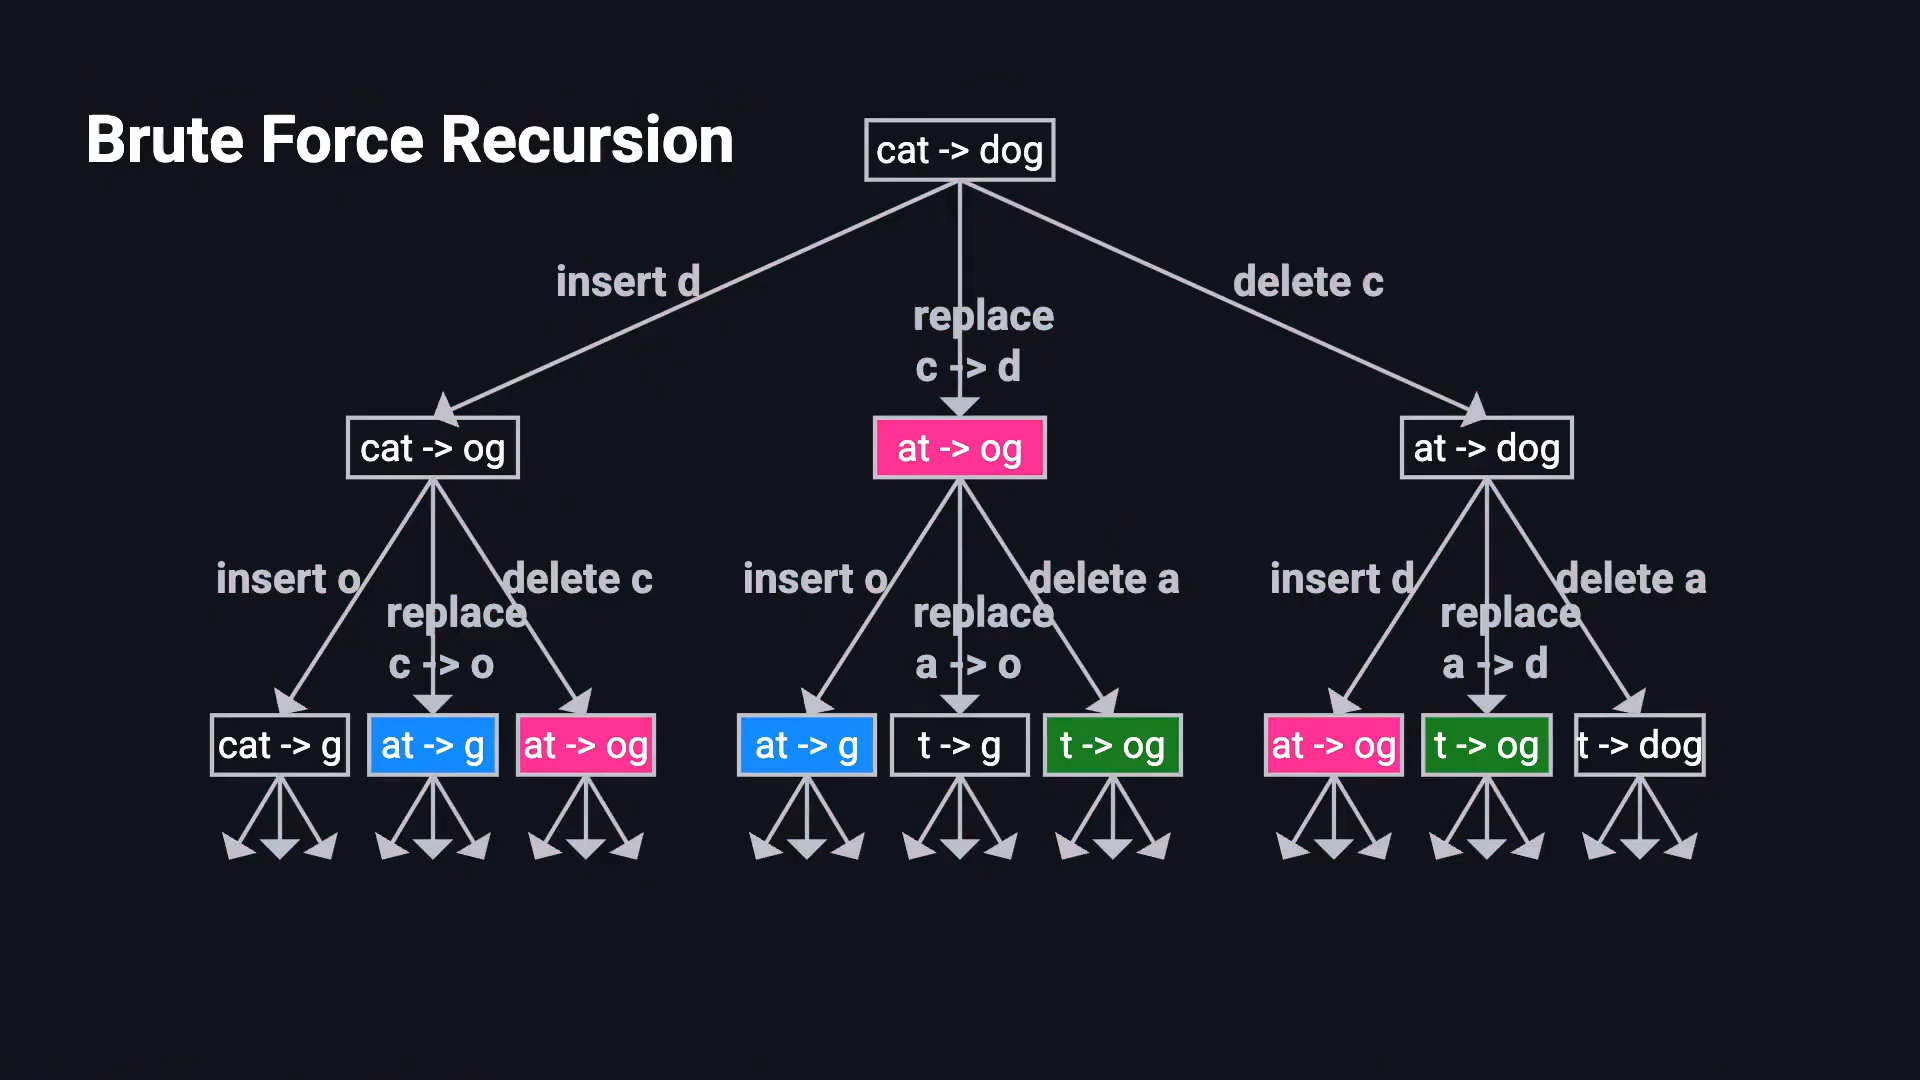 Brute Force Recursion
cat -> dog
insert d
replace
c -> d
delete c
cat -> og
at -> og
at -> dog
insert o
replace
c -> o
delete c
insert o
replace
a -> o
delete a
insert d
replace
a -> d
delete a
cat -> g
at -> g
at -> og
at -> g
t -> g
t -> og
at -> og
t -> og
t -> dog